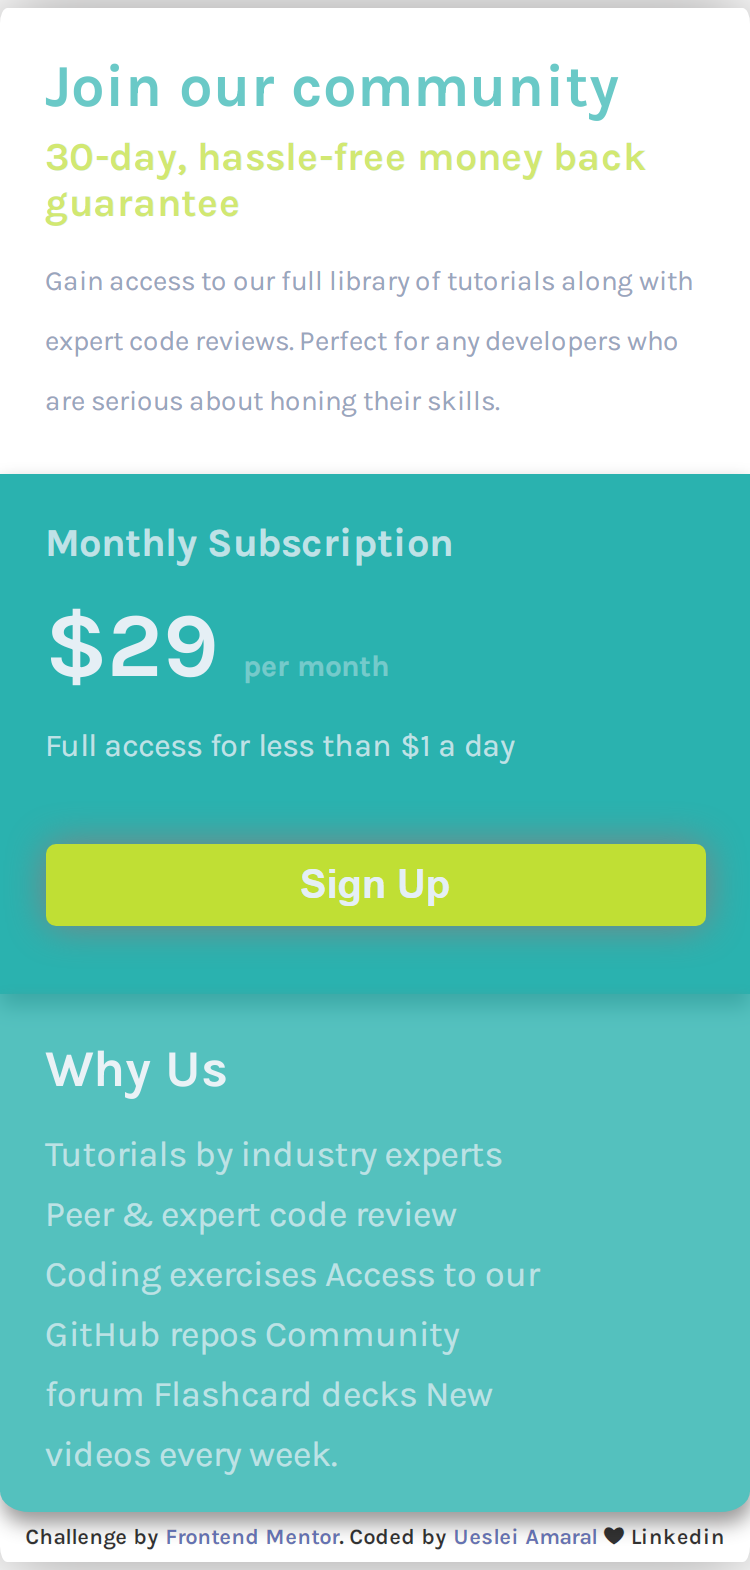 Join our community
30-day, hassle-free money back
guarantee
Gain access to our full library of tutorials along with
expert code reviews. Perfect for any developers who
are serious about honing their skills.
Monthly Subscription
$29 per month
Full access for less than $1 a day
Sign Up
Why Us
Tutorials by industry experts
Peer & expert code review
Coding exercises Access to our
GitHub repos Community
forum Flashcard decks New
videos every week.
Challenge by Frontend Mentor. Coded by Ueslei Amaral 🖤 Linkedin